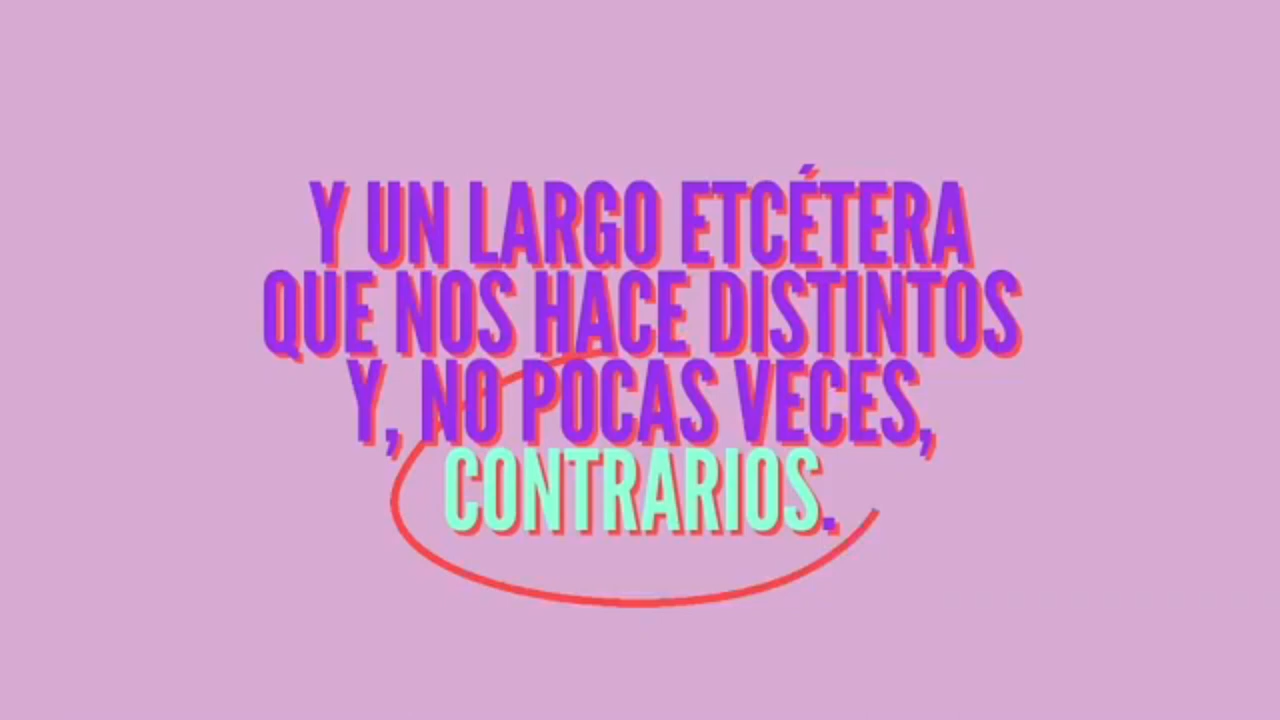 Y UN LARGO ETCÉTERA
QUE NOS HACE DISTINTOS
Y, NO POCAS VECES,
CONTRARIOS.